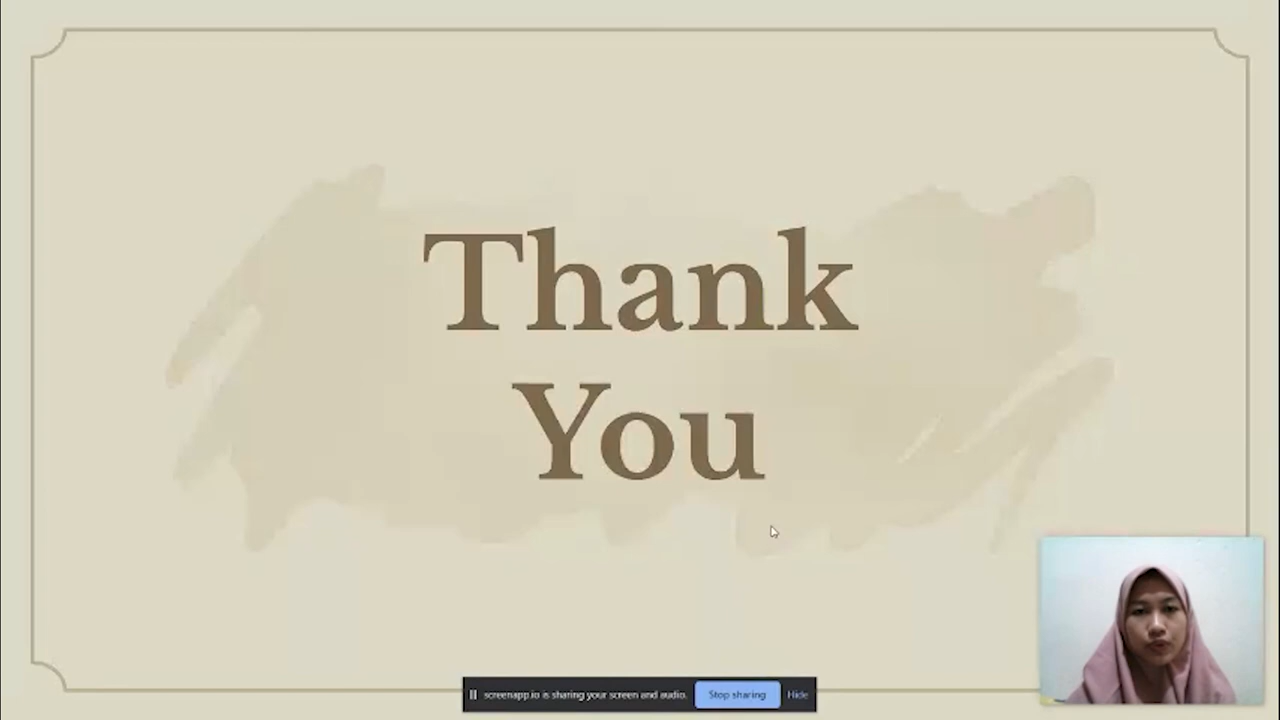 Thank
You
screenapp.io is sharing your screen and audio.
Stop sharing
Hide